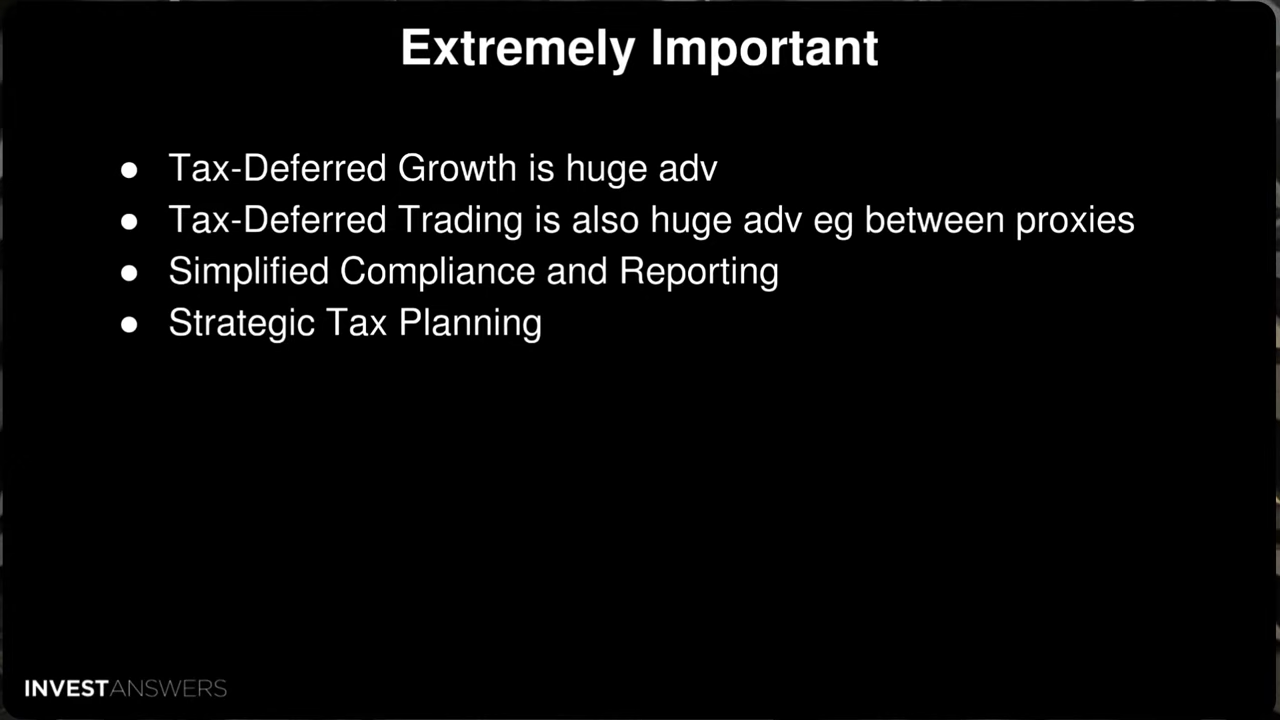 Extremely Important
● Tax-Deferred Growth is huge adv
● Tax-Deferred Trading is also huge adv eg between proxies
● Simplified Compliance and Reporting
● Strategic Tax Planning
INVESTANSWERS